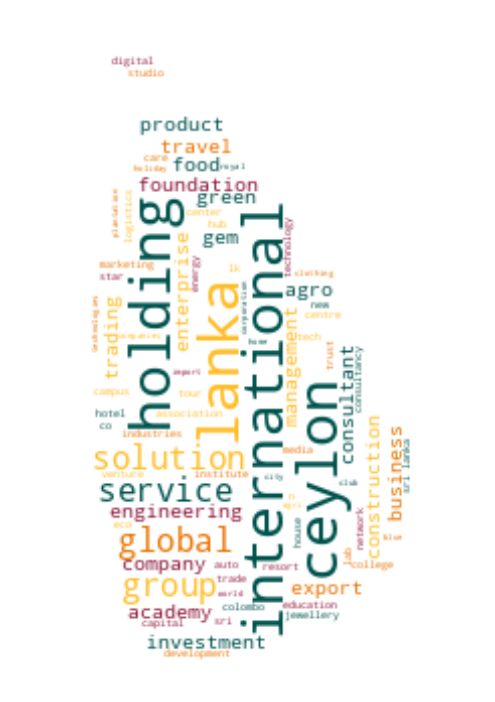 digital
studio
product
travel
care
food
holiday
royal
foundation
plantation
logistics
green
holding
center
hub
gem
international
technology
enterprise
marketing
star
energy
lk
clothing
lanka
agro
corporation
new
centre
technologies
trading
companies
management
home
tech
trust
consultant
consultancy
import
ceylon
campus
tour
hotel
co
association
industries
construction
business
sri lanka
solution
media
venture
institute
city
club
service
engineering
agri
eco
house
network
blue
global
lab
company
auto
resort
college
group
trade
world
export
academy
colombo
education
capital
sri
jewellery
investment
development